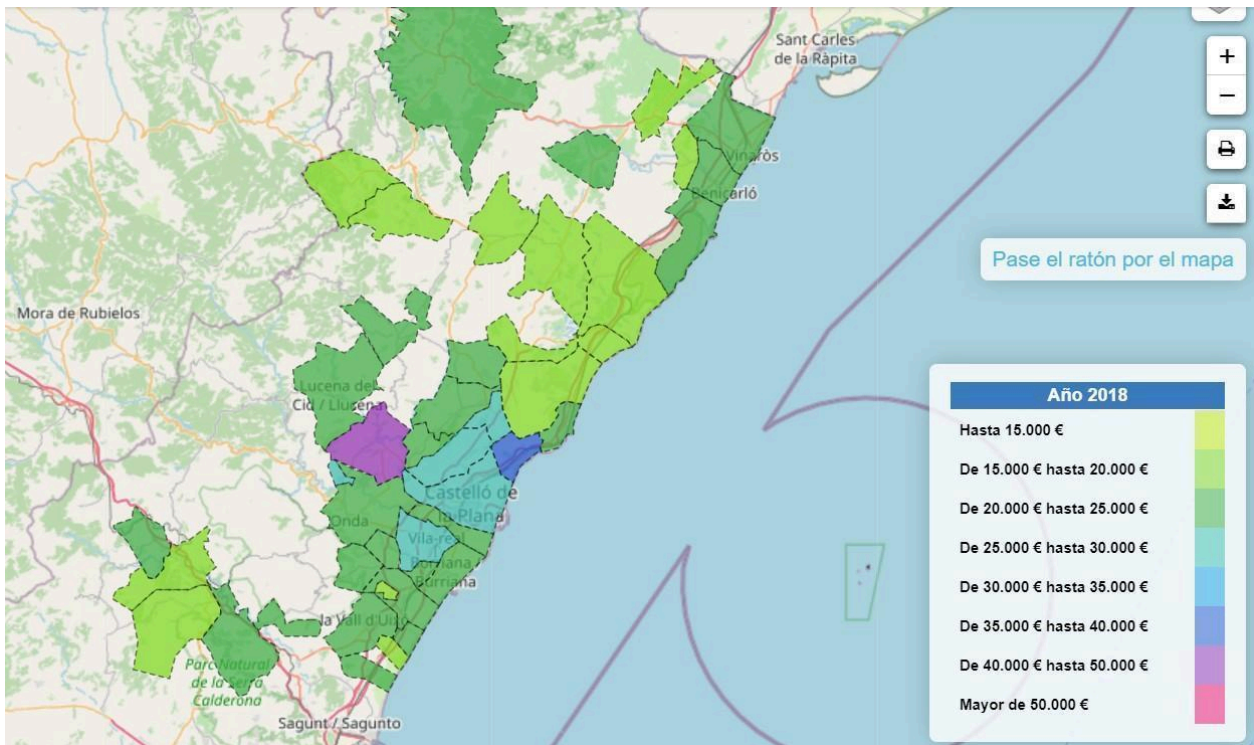 Sant Carles
de la Ràpita
+
−
Vinaròs
Benicarló
Pase el ratón por el mapa
Mora de Rubielos
Lucena del
Cid / Llucena
Castelló de
la Plana
Onda
Vila-real
Borriana /
Burriana
la Vall d'Uixó
Parc Natural
de la Serra
Calderona
Sagunt / Sagunto
Año 2018
Hasta 15.000 €
De 15.000 € hasta 20.000 €
De 20.000 € hasta 25.000 €
De 25.000 € hasta 30.000 €
De 30.000 € hasta 35.000 €
De 35.000 € hasta 40.000 €
De 40.000 € hasta 50.000 €
Mayor de 50.000 €